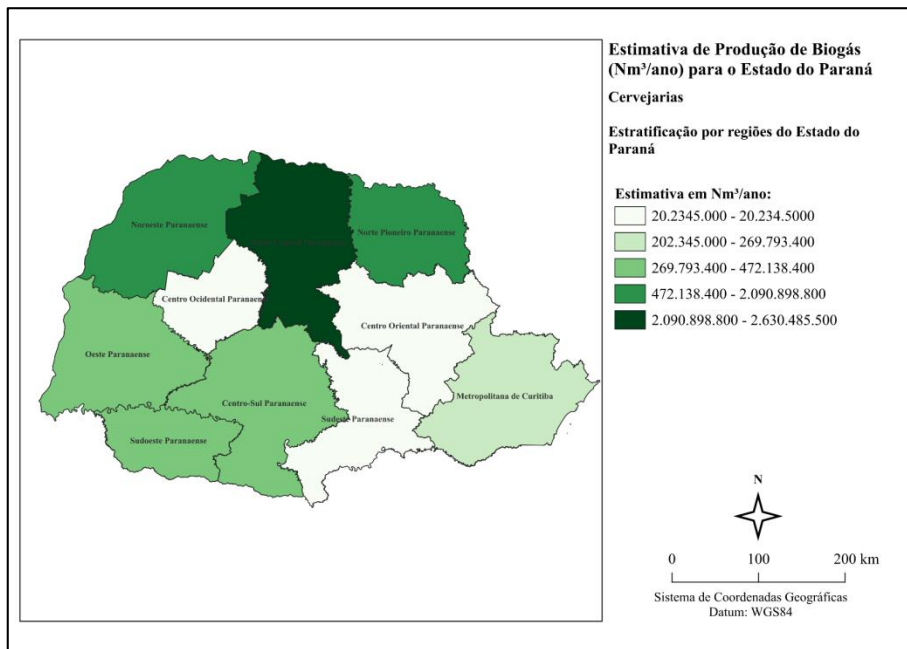 Estimativa de Produção de Biogás
(Nm³/ano) para o Estado do Paraná
Cervejarias
Estratificação por regiões do Estado do
Paraná
Estimativa em Nm³/ano:
20.2345.000 - 20.234.5000
202.345.000 - 269.793.400
269.793.400 - 472.138.400
472.138.400 - 2.090.898.800
2.090.898.800 - 2.630.485.500
Noroeste Paranaense
Norte Pioneiro Paranaense
Centro Ocidental Paranaen
Centro Oriental Paranaense
Oeste Paranaense
Metropolitana de Curitiba
Centro-Sul Paranaense
Sudeste Paranaense
Sudoeste Paranaense
N
0 100 200 km
Sistema de Coordenadas Geográficas
Datum: WGS84